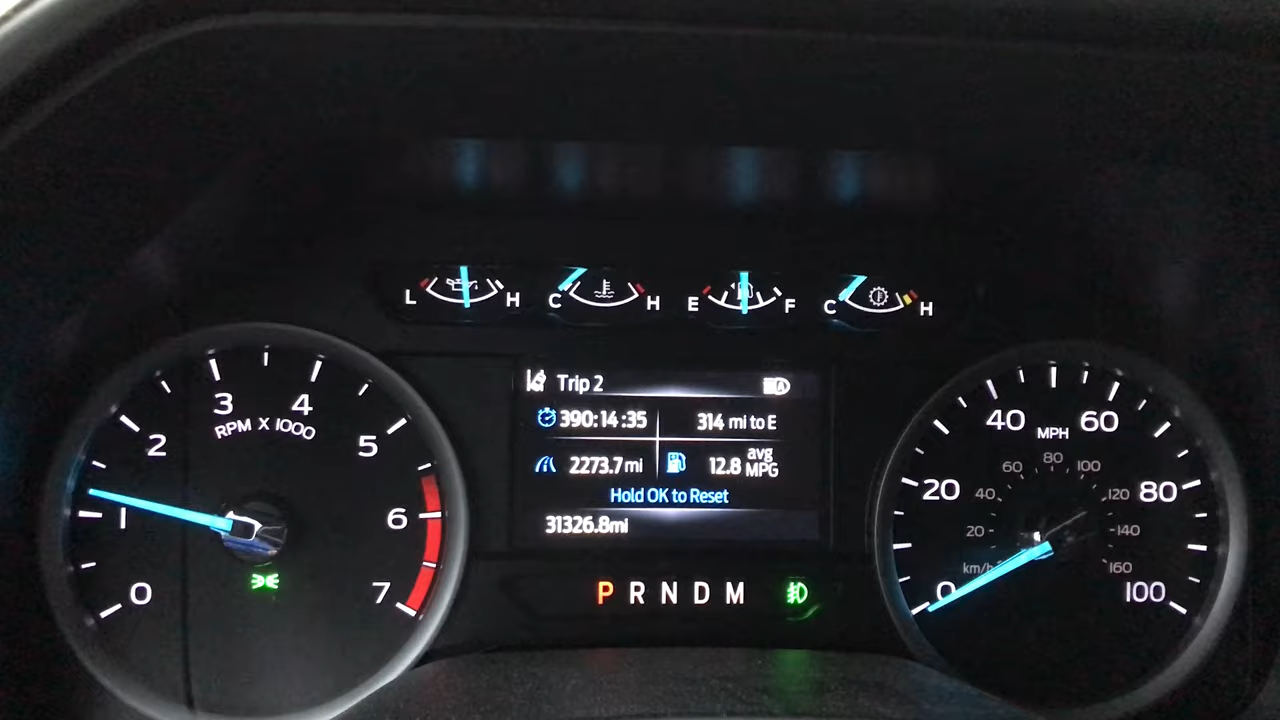 L H C H E F C H
Trip 2
390:14:35 314 mi to E
2273.7 mi 12.8 avg MPG
Hold OK to Reset
31326.8mi
P R N D M
0 1 2 3 4 5 6 7
RPM X 1000
0 20 40 60 80 100
MPH
20 40 60 80 100 120 140 160
km/h